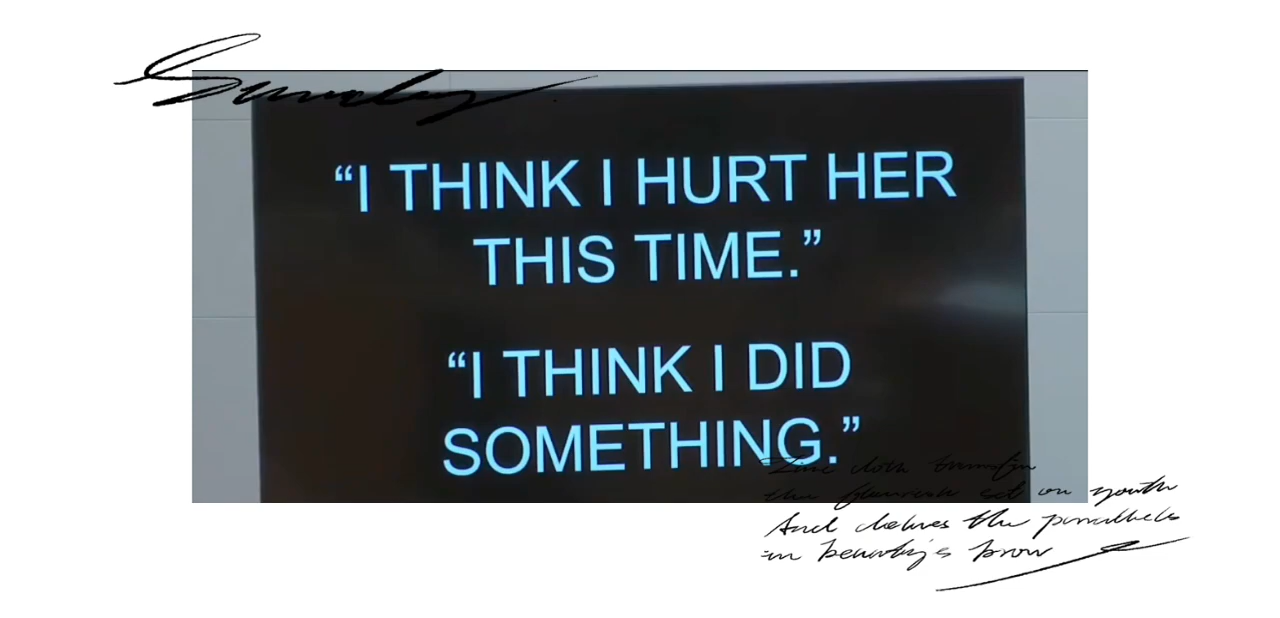 Sunday
“I THINK I HURT HER
THIS TIME.”
“I THINK I DID
SOMETHING.”
Time doth transfix
the flourish set on youth
And delves the parallels
in beauty's brow